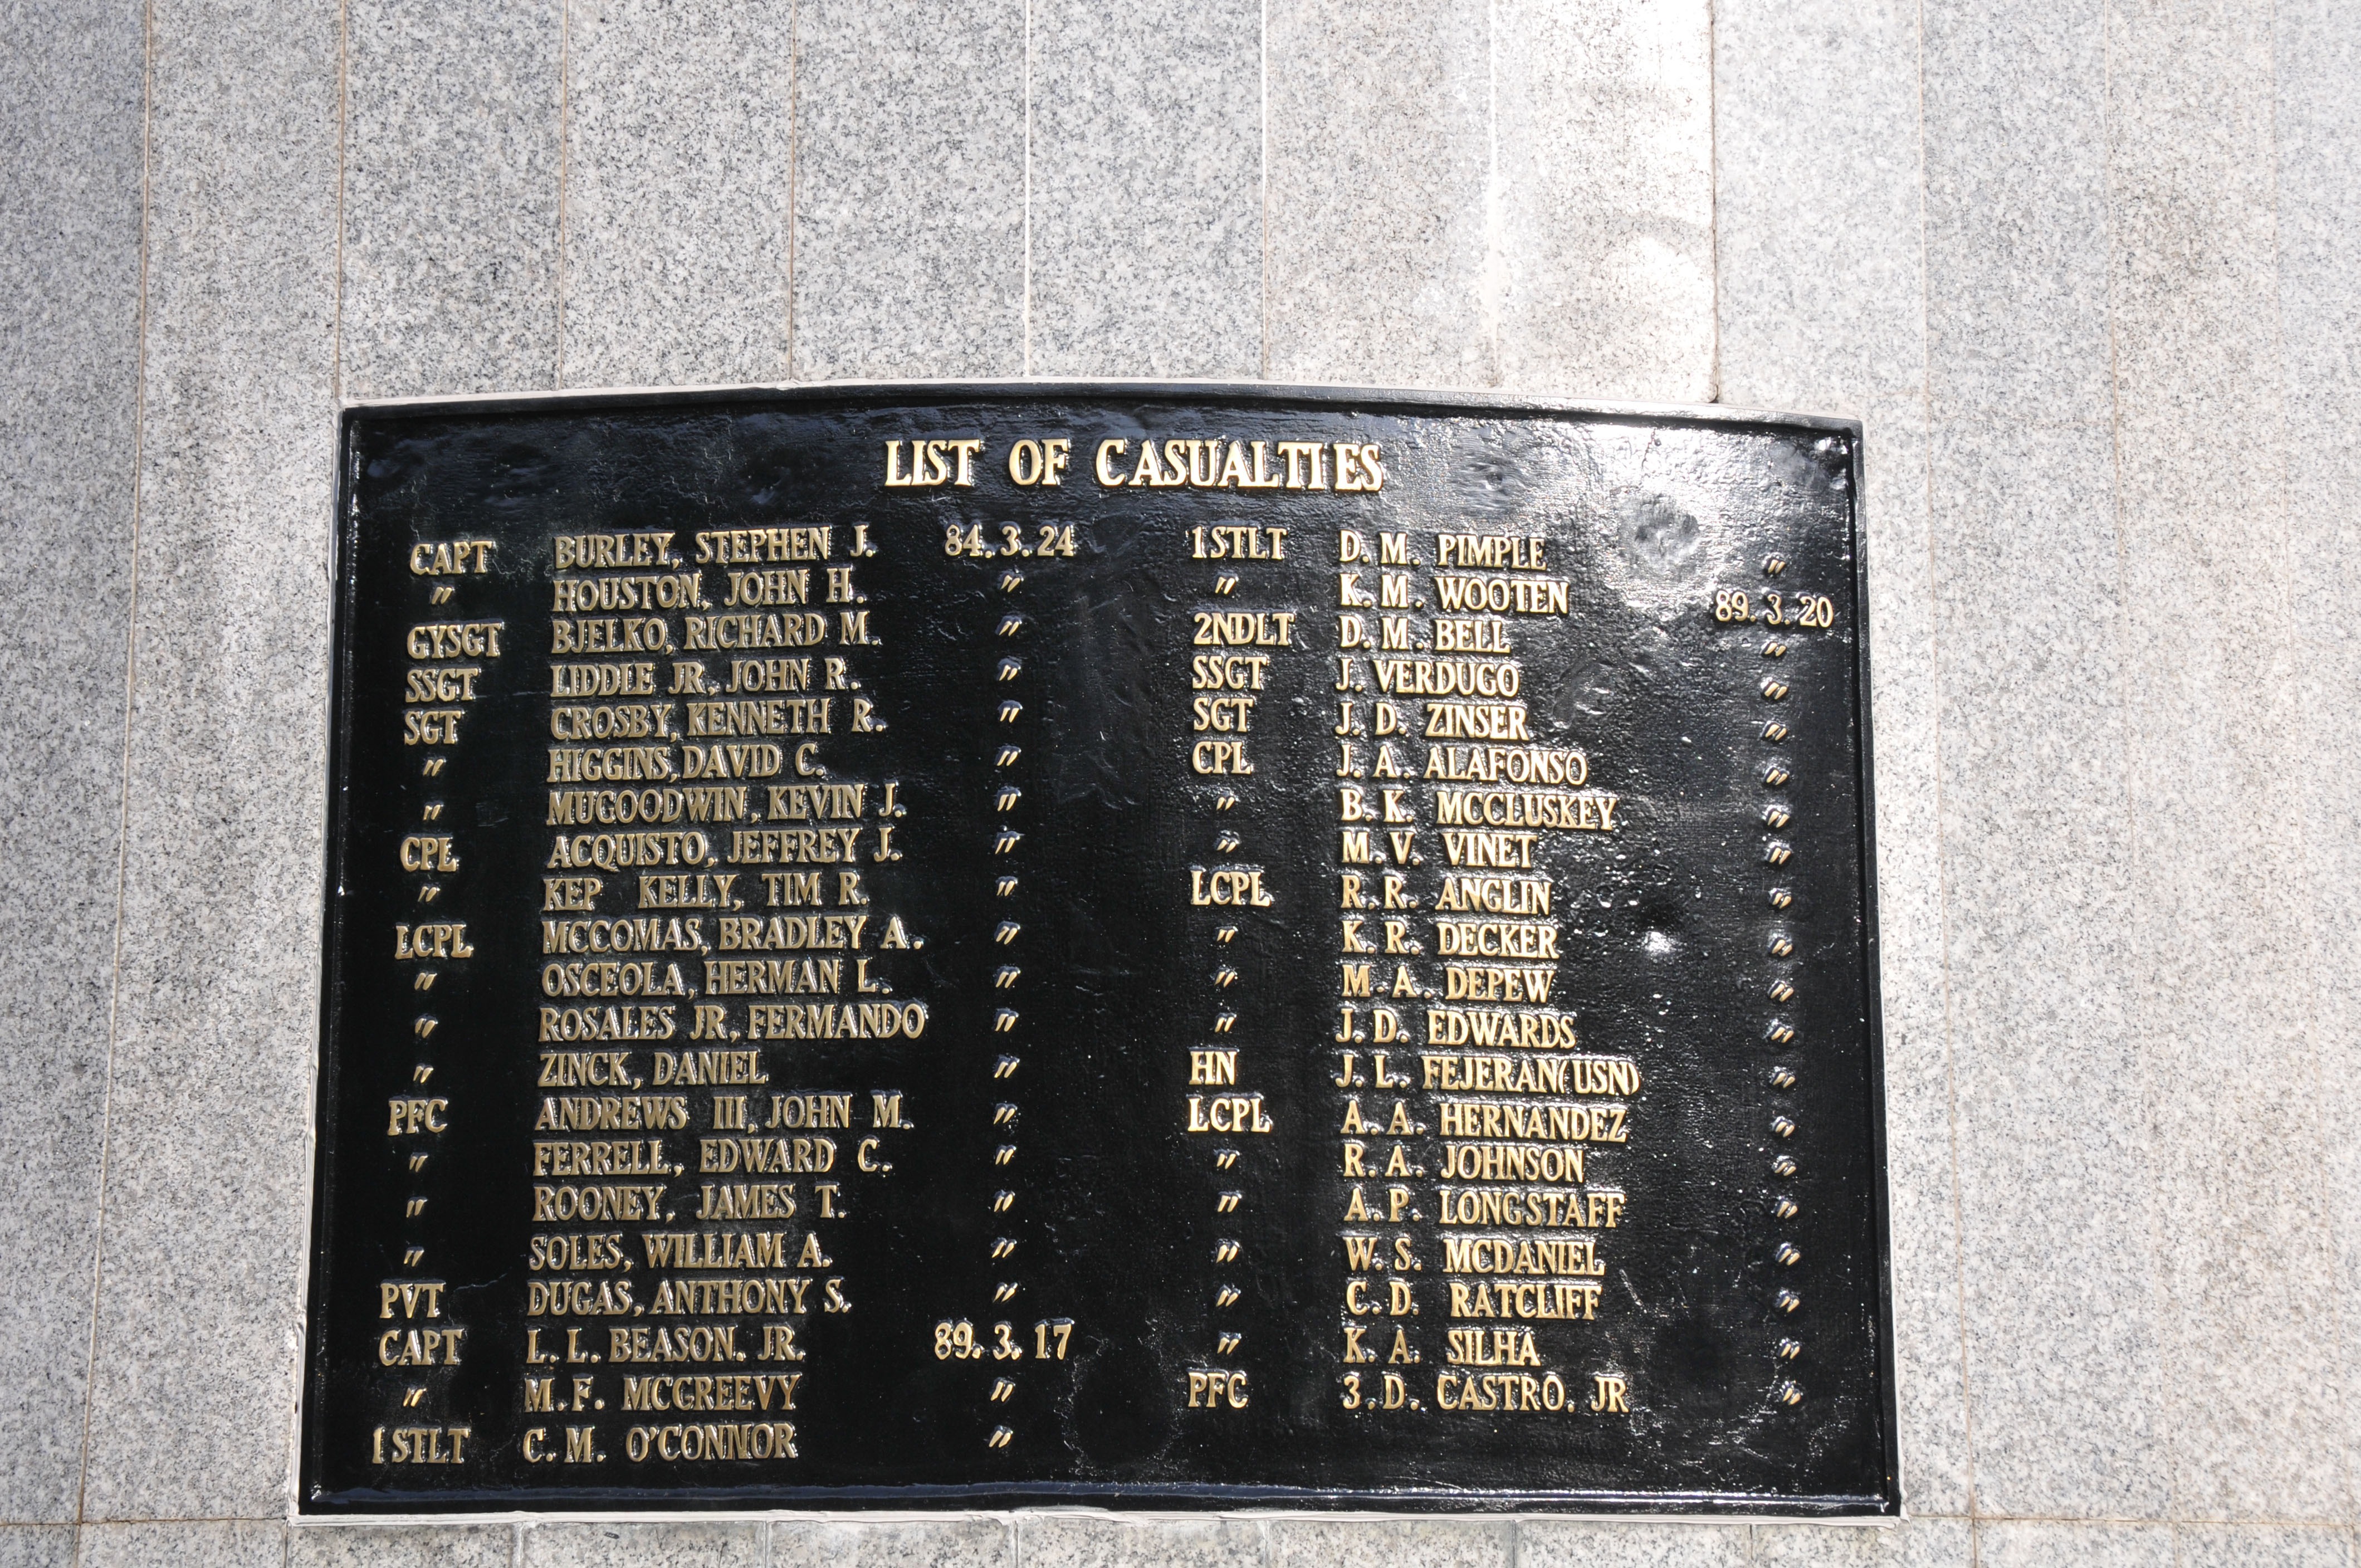 LIST OF CASUALTIES
CAPT BURLEY, STEPHEN J. 84.3.24
" HOUSTON, JOHN H. "
GYSGT BJELKO, RICHARD M. "
SSGT LIDDLE JR, JOHN R. "
SGT CROSBY, KENNETH R. "
" HIGGINS, DAVID C. "
" MUGOODWIN, KEVIN J. "
CPL ACQUISTO, JEFFREY J. "
" KEP KELLY, TIM R. "
LCPL MCCOMAS, BRADLEY A. "
" OSCEOLA, HERMAN L. "
" ROSALES JR, FERMANDO "
" ZINCK, DANIEL "
PFC ANDREWS III, JOHN M. "
" FERRELL, EDWARD C. "
" ROONEY, JAMES T. "
" SOLES, WILLIAM A. "
PVT DUGAS, ANTHONY S. "
CAPT L. L. BEASON, JR. 89.3.17
" M. F. MCGREEVY "
1STLT C. M. O'CONNOR "
1STLT D. M. PIMPLE "
" K. M. WOOTEN 89.3.20
2NDLT D. M. BELL "
SSGT J. VERDUGO "
SGT J. D. ZINSER "
CPL J. A. ALAFONSO "
" B. K. MCCLUSKEY "
" M. V. VINET "
LCPL R. R. ANGLIN "
" K. R. DECKER "
" M. A. DEPEW "
" J. D. EDWARDS "
HN J. L. FEJERAN(USN) "
LCPL A. A. HERNANDEZ "
" R. A. JOHNSON "
" A. P. LONGSTAFF "
" W. S. MCDANIEL "
" C. D. RATCLIFF "
" K. A. SILHA "
PFC 3. D. CASTRO, JR "